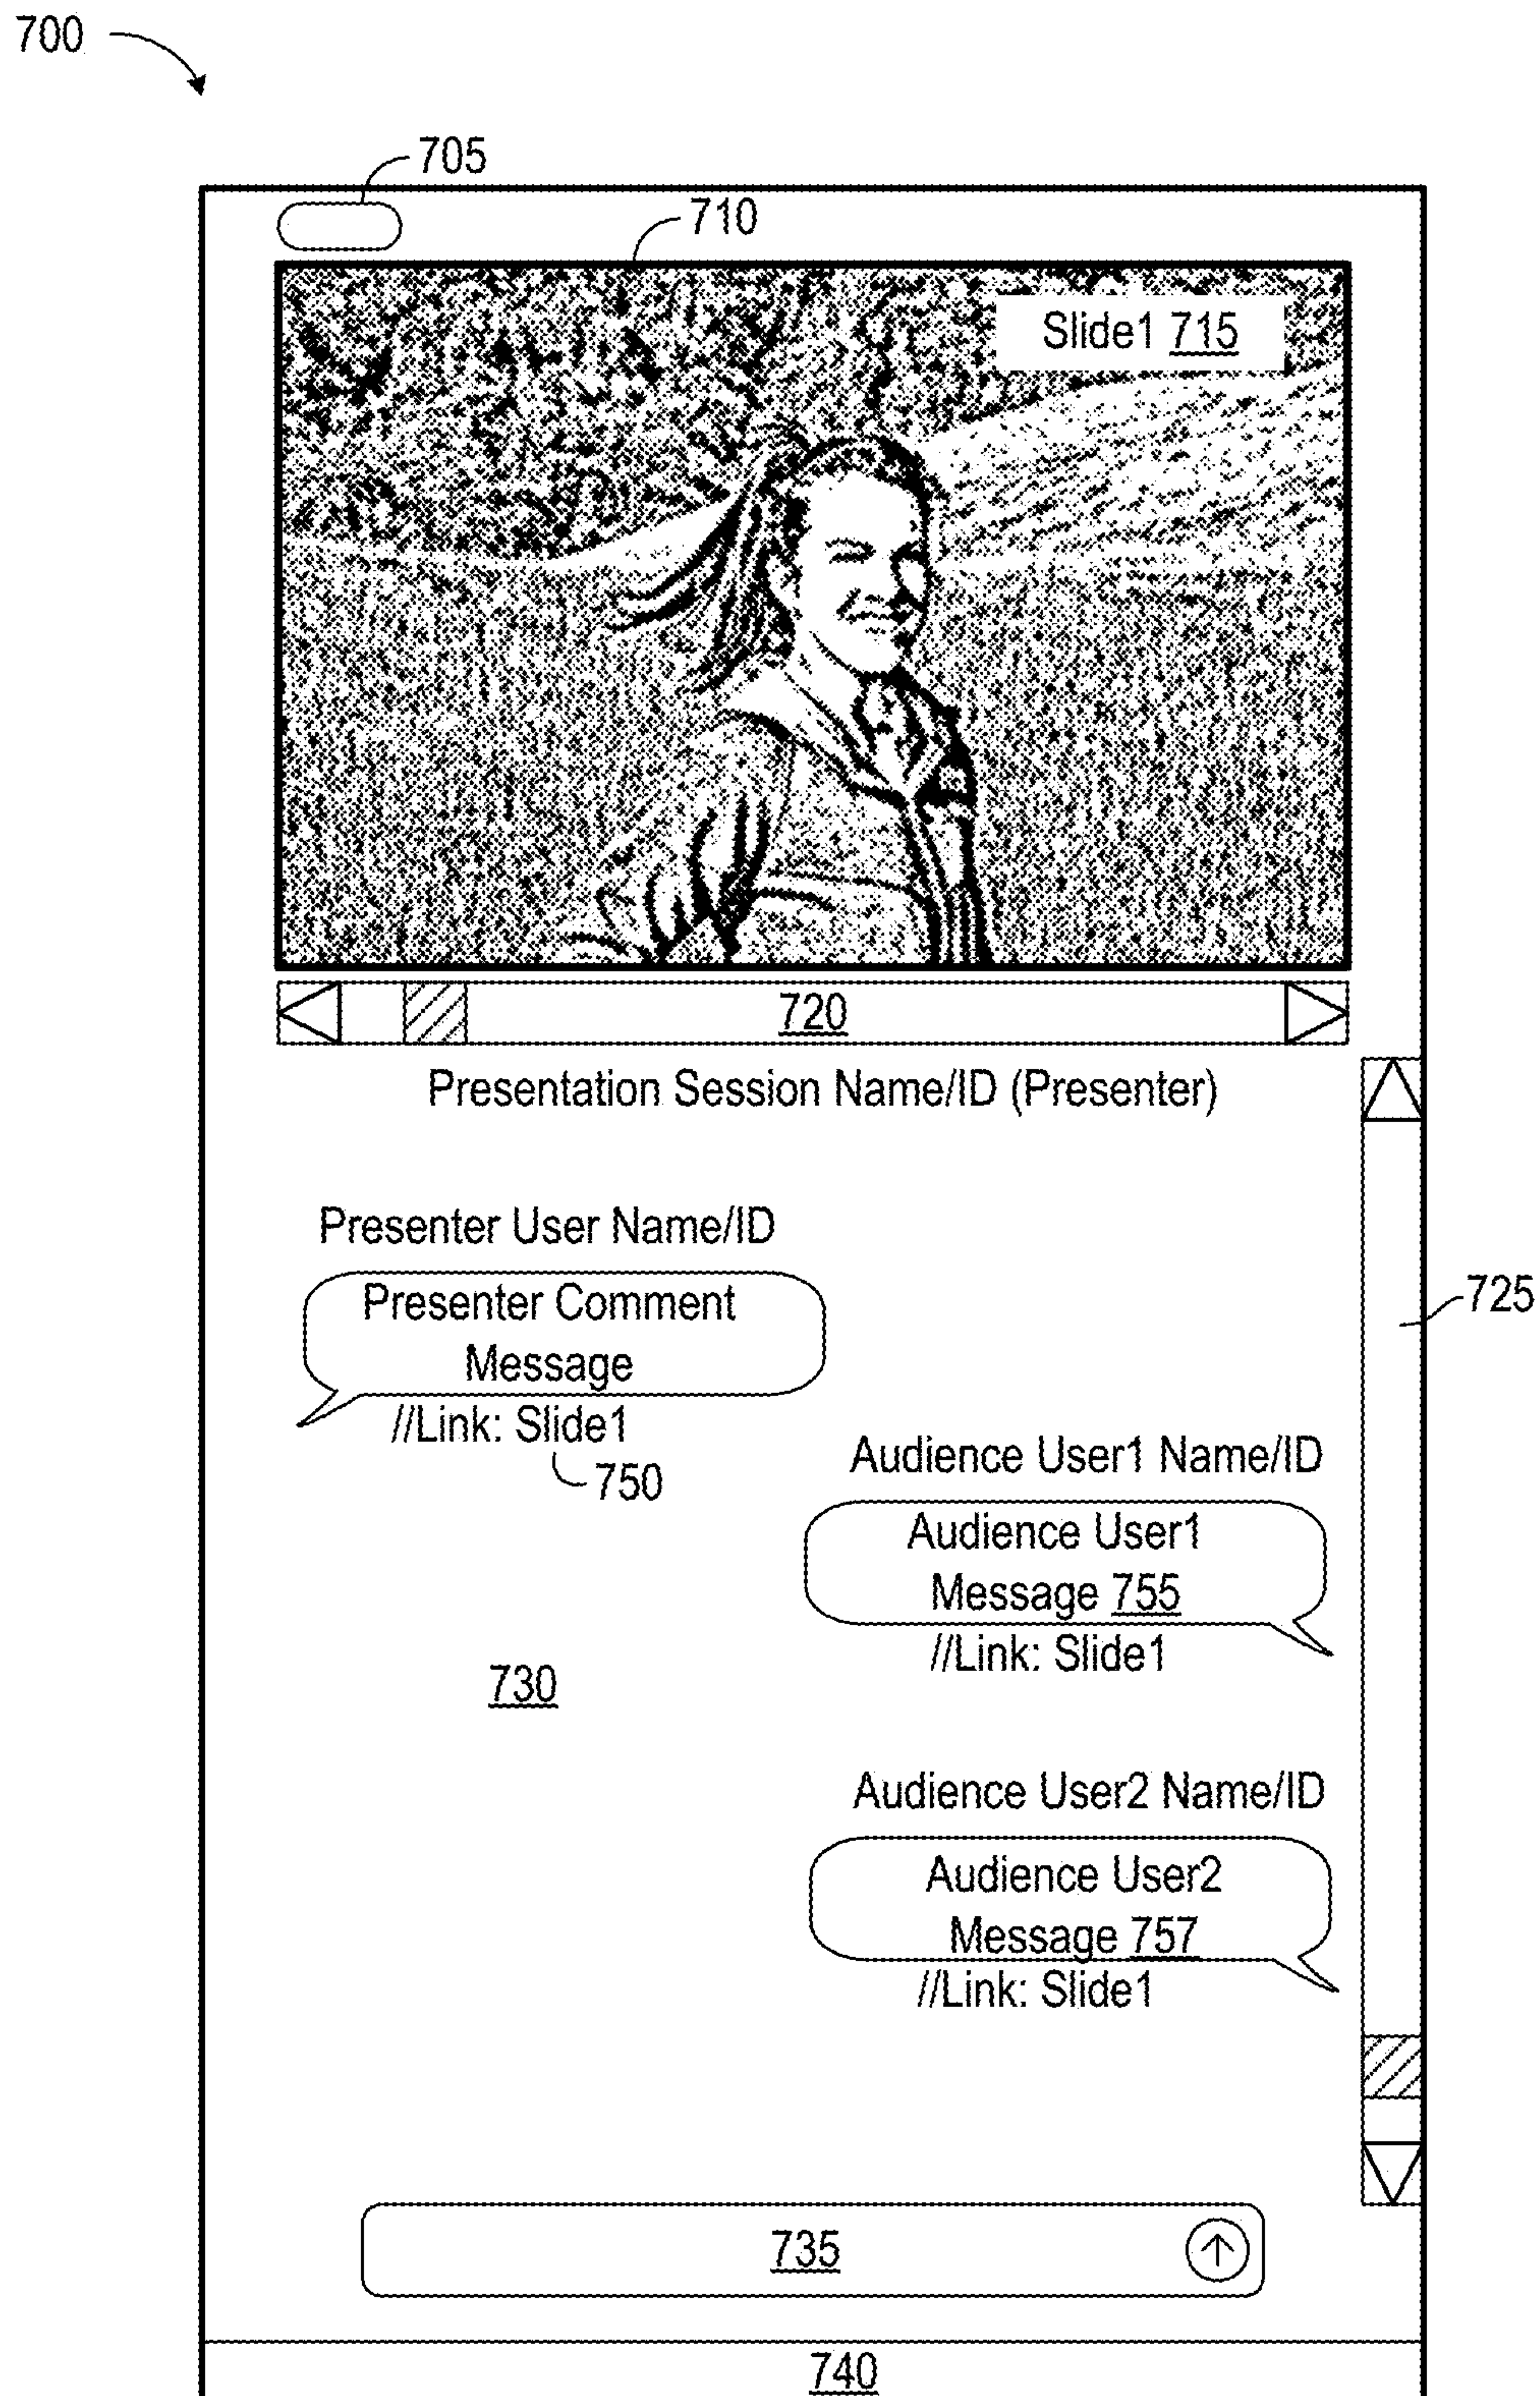 700
705
710
Slide1 715
720
Presentation Session Name/ID (Presenter)
Presenter User Name/ID
725
Presenter Comment
Message
//Link: Slide1
750
Audience User1 Name/ID
Audience User1
Message 755
//Link: Slide1
730
Audience User2 Name/ID
Audience User2
Message 757
//Link: Slide1
735
740